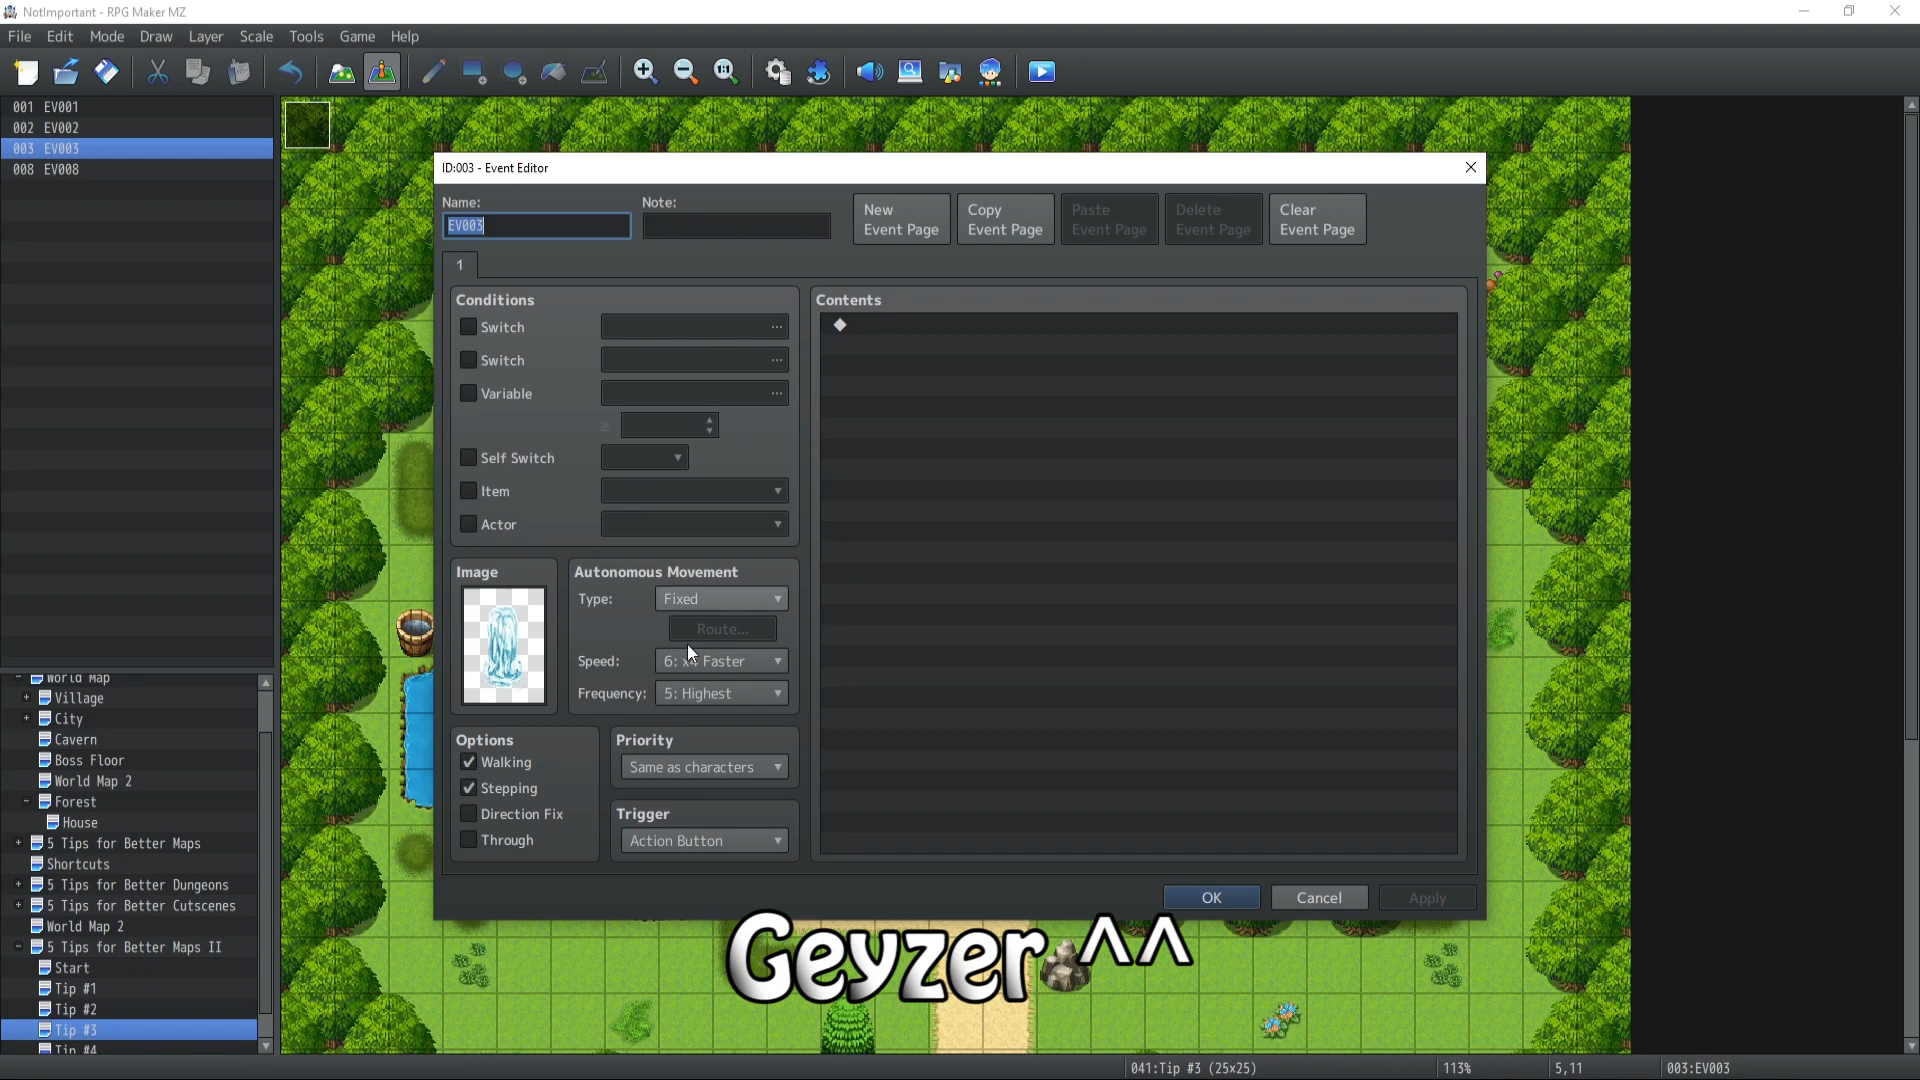 NotImportant - RPG Maker MZ
File Edit Mode Draw Layer Scale Tools Game Help
1:1
001 EV001
002 EV002
003 EV003
008 EV008
ID:003 - Event Editor
Name:
EV003
Note:
New Event Page
Copy Event Page
Paste Event Page
Delete Event Page
Clear Event Page
1
Conditions
Switch
Switch
Variable
≥
Self Switch
Item
Actor
Contents
Image
Autonomous Movement
Type: Fixed
Route...
Speed: 6: x4 Faster
Frequency: 5: Highest
Options
Walking
Stepping
Direction Fix
Through
Priority
Same as characters
Trigger
Action Button
OK Cancel Apply
World Map
Village
City
Cavern
Boss Floor
World Map 2
Forest
House
5 Tips for Better Maps
Shortcuts
5 Tips for Better Dungeons
5 Tips for Better Cutscenes
World Map 2
5 Tips for Better Maps II
Start
Tip #1
Tip #2
Tip #3
Tip #4
Geyzer ^^
041:Tip #3 (25x25) 113% 5,11 003:EV003